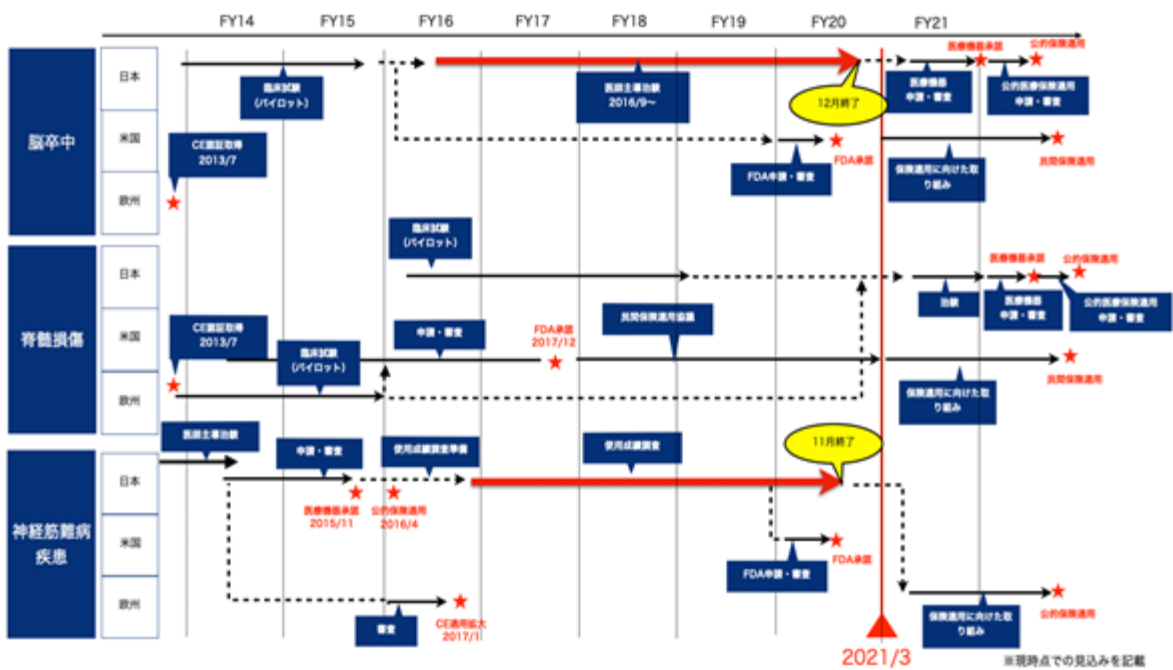 FY14 FY15 FY16 FY17 FY18 FY19 FY20 FY21
脳卒中
日本
米国
欧州
臨床試験
(パイロット)
医師主導治験
2016/9〜
12月終了
医療機器承認
公的保険適用
医療機器
申請・審査
公的医療保険適用
申請・審査
CE認証取得
2013/7
FDA申請・審査
FDA承認
保険適用に向けた取
り組み
民間保険適用
脊髄損傷
日本
米国
欧州
臨床試験
(パイロット)
医療機器承認
公的保険適用
治験
医療機器
申請・審査
公的医療保険適用
申請・審査
CE認証取得
2013/7
臨床試験
(パイロット)
申請・審査
FDA承認
2017/12
民間保険適用協議
保険適用に向けた取
り組み
民間保険適用
神経筋難病
疾患
日本
米国
欧州
医師主導治験
申請・審査
使用成績調査準備
使用成績調査
11月終了
医療機器承認
2015/11
公的保険適用
2016/4
FDA申請・審査
FDA承認
審査
CE適用拡大
2017/1
保険適用に向けた取
り組み
公的保険適用
2021/3
※現時点での見込みを記載